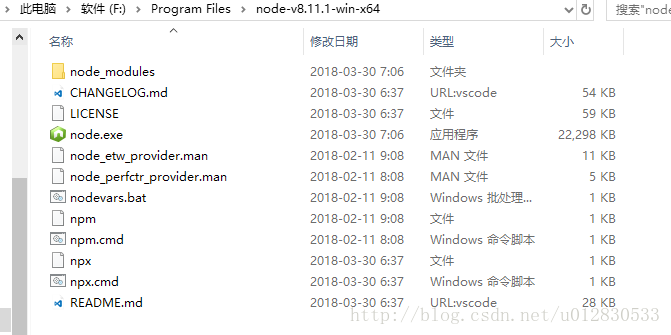 此电脑 > 软件 (F:) > Program Files > node-v8.11.1-win-x64 搜索"node
名称 修改日期 类型 大小
node_modules 2018-03-30 7:06 文件夹
CHANGELOG.md 2018-03-30 6:37 URL:vscode 54 KB
LICENSE 2018-03-30 6:37 文件 59 KB
node.exe 2018-03-30 7:06 应用程序 22,298 KB
node_etw_provider.man 2018-02-11 9:08 MAN 文件 11 KB
node_perfctr_provider.man 2018-02-11 8:08 MAN 文件 5 KB
nodevars.bat 2018-02-11 9:08 Windows 批处理... 1 KB
npm 2018-02-11 9:08 文件 1 KB
npm.cmd 2018-02-11 8:08 Windows 命令脚本 1 KB
npx 2018-03-30 6:37 文件 1 KB
npx.cmd 2018-03-30 6:37 Windows 命令脚本 1 KB
README.md 2018-03-30 6:37 URL:vscode 28 KB
http://blog.csdn.net/u012830533